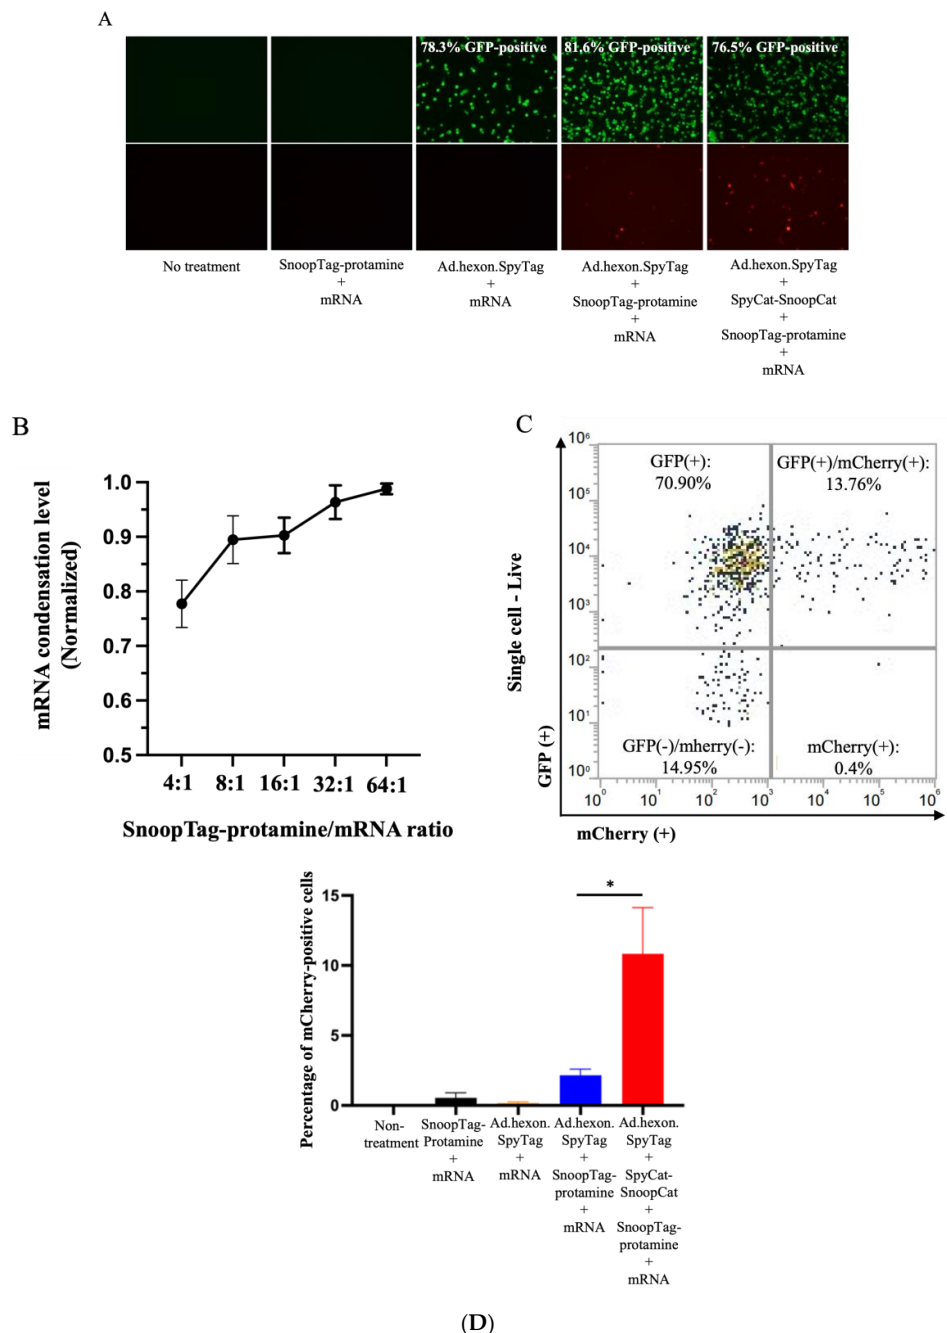 A
78.3% GFP-positive
81.6% GFP-positive
76.5% GFP-positive
No treatment
SnoopTag-protamine
+
mRNA
Ad.hexon.SpyTag
+
mRNA
Ad.hexon.SpyTag
+
SnoopTag-protamine
+
mRNA
Ad.hexon.SpyTag
+
SpyCat-SnoopCat
+
SnoopTag-protamine
+
mRNA
B
mRNA condensation level
(Normalized)
1.0
0.9
0.8
0.7
0.6
0.5
4:1 8:1 16:1 32:1 64:1
SnoopTag-protamine/mRNA ratio
C
Single cell - Live
GFP (+)
10⁶
10⁵
10⁴
10³
10²
10¹
10⁰
GFP(+):
70.90%
GFP(+)/mCherry(+):
13.76%
GFP(-)/mherry(-):
14.95%
mCherry(+):
0.4%
10⁰ 10¹ 10² 10³ 10⁴ 10⁵ 10⁶
mCherry (+)
Percentage of mCherry-positive cells
15
10
5
0
*
Non-
treatment
SnoopTag-
Protamine
+
mRNA
Ad.hexon.
SpyTag
+
mRNA
Ad.hexon.
SpyTag
+
SnoopTag-
protamine
+
mRNA
Ad.hexon.
SpyTag
+
SpyCat-
SnoopCat
+
SnoopTag-
protamine
+
mRNA
(D)